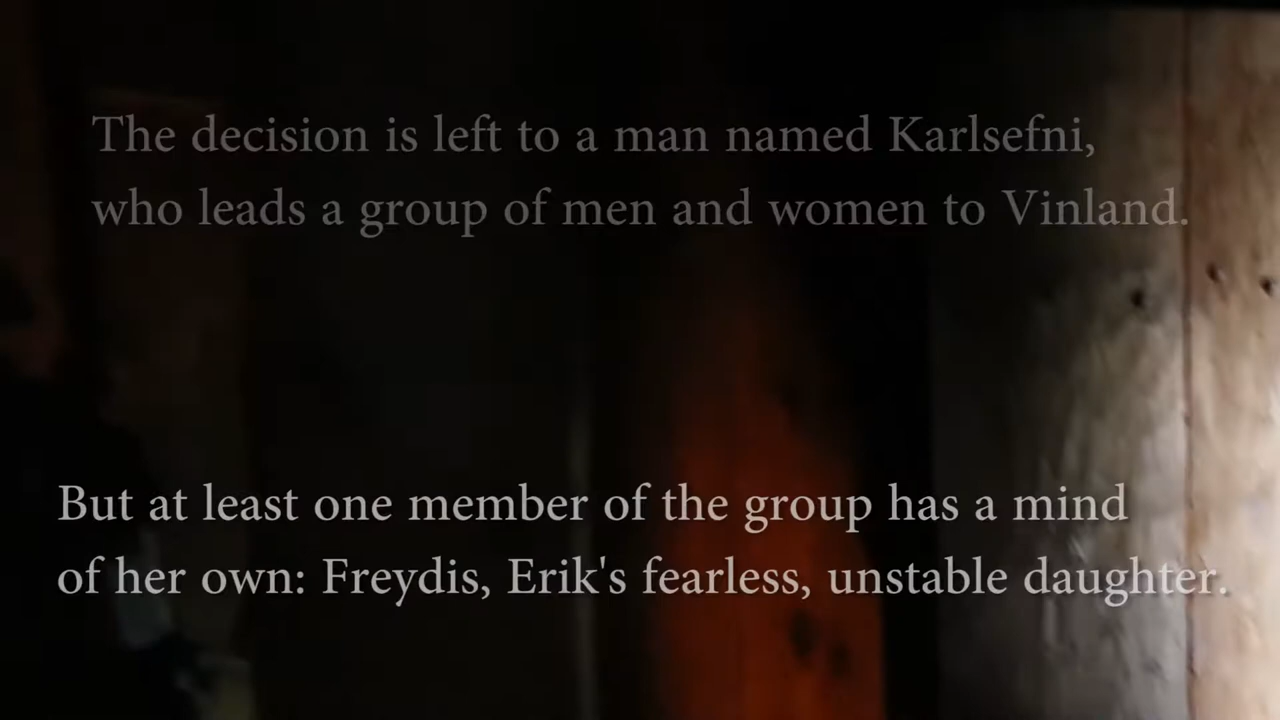 The decision is left to a man named Karlsefni,
who leads a group of men and women to Vinland.
But at least one member of the group has a mind
of her own: Freydis, Erik's fearless, unstable daughter.